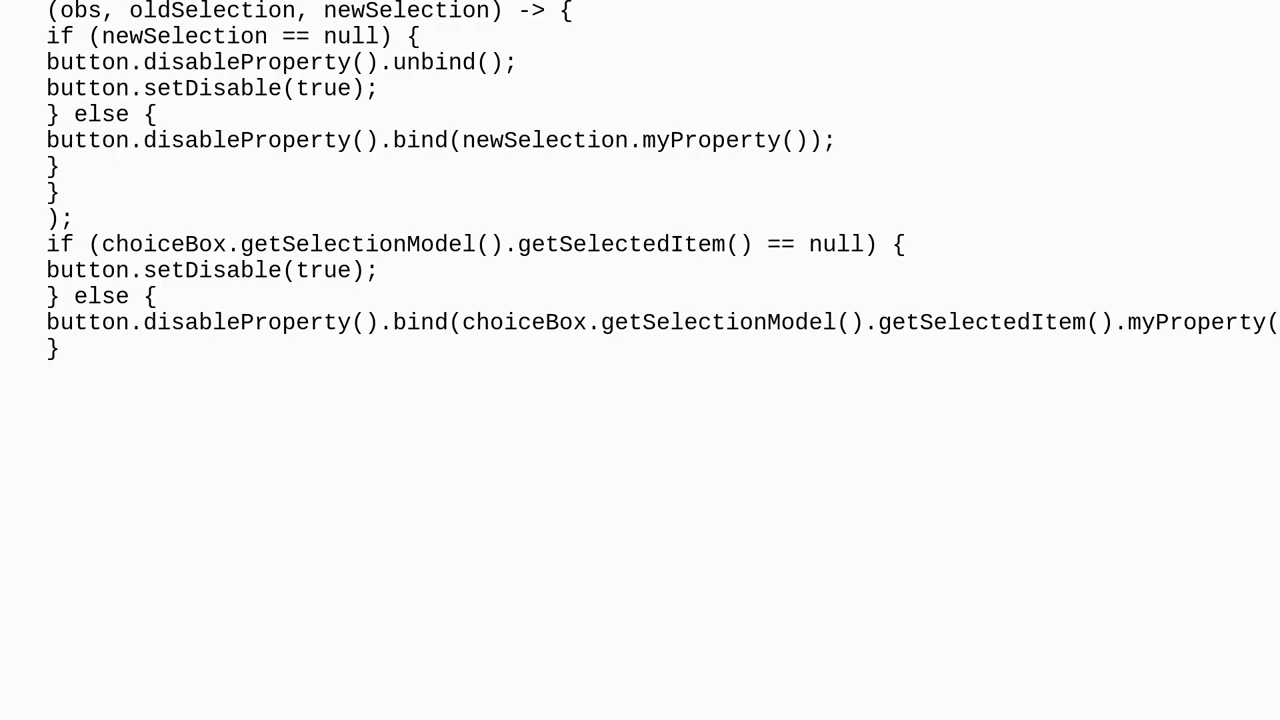 (obs, oldSelection, newSelection) -> {
if (newSelection == null) {
button.disableProperty().unbind();
button.setDisable(true);
} else {
button.disableProperty().bind(newSelection.myProperty());
}
}
);
if (choiceBox.getSelectionModel().getSelectedItem() == null) {
button.setDisable(true);
} else {
button.disableProperty().bind(choiceBox.getSelectionModel().getSelectedItem().myProperty(
}